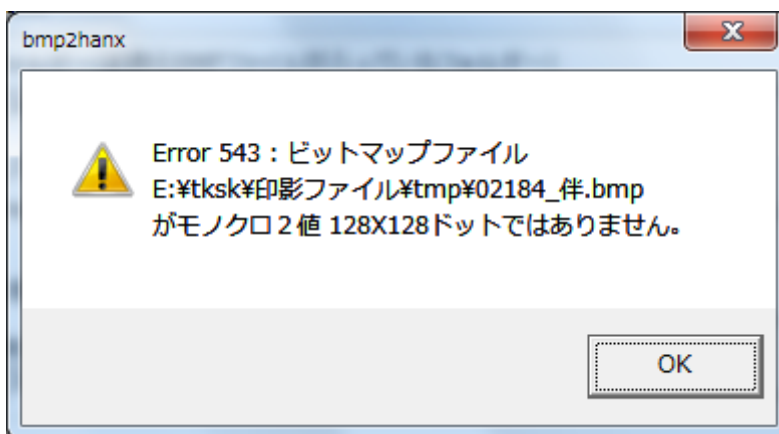 bmp2hanx
Error 543：ビットマップファイル
E:¥tksk¥印影ファイル¥tmp¥02184_伴.bmp
がモノクロ２値 128X128ドットではありません。
OK